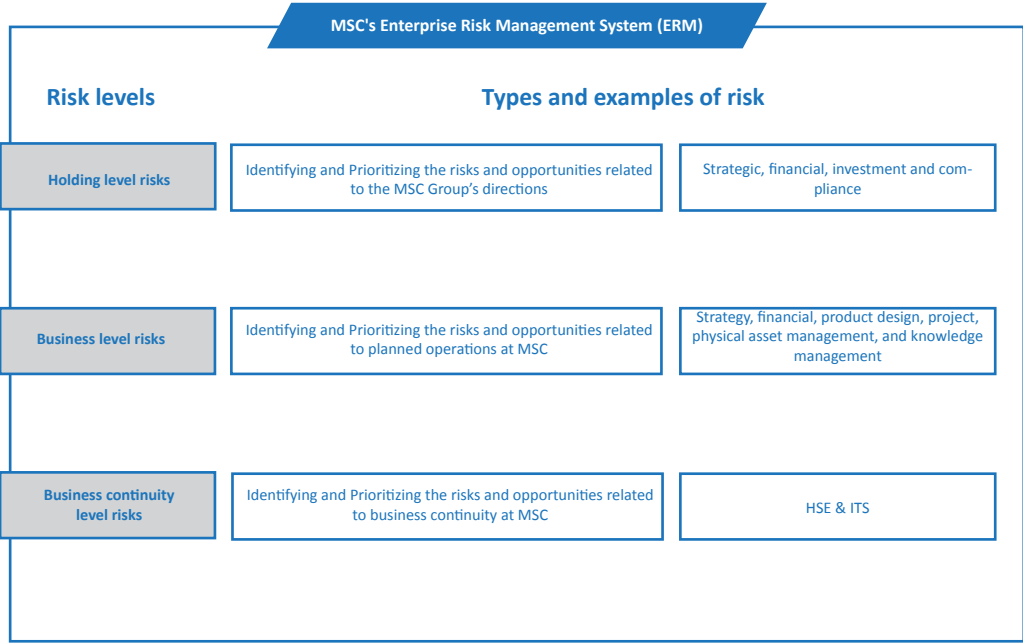 MSC's Enterprise Risk Management System (ERM)
Risk levels
Types and examples of risk
Holding level risks
Identifying and Prioritizing the risks and opportunities related
to the MSC Group’s directions
Strategic, financial, investment and com-
pliance
Business level risks
Identifying and Prioritizing the risks and opportunities related
to planned operations at MSC
Strategy, financial, product design, project,
physical asset management, and knowledge
management
Business continuity
level risks
Identifying and Prioritizing the risks and opportunities related
to business continuity at MSC
HSE & ITS